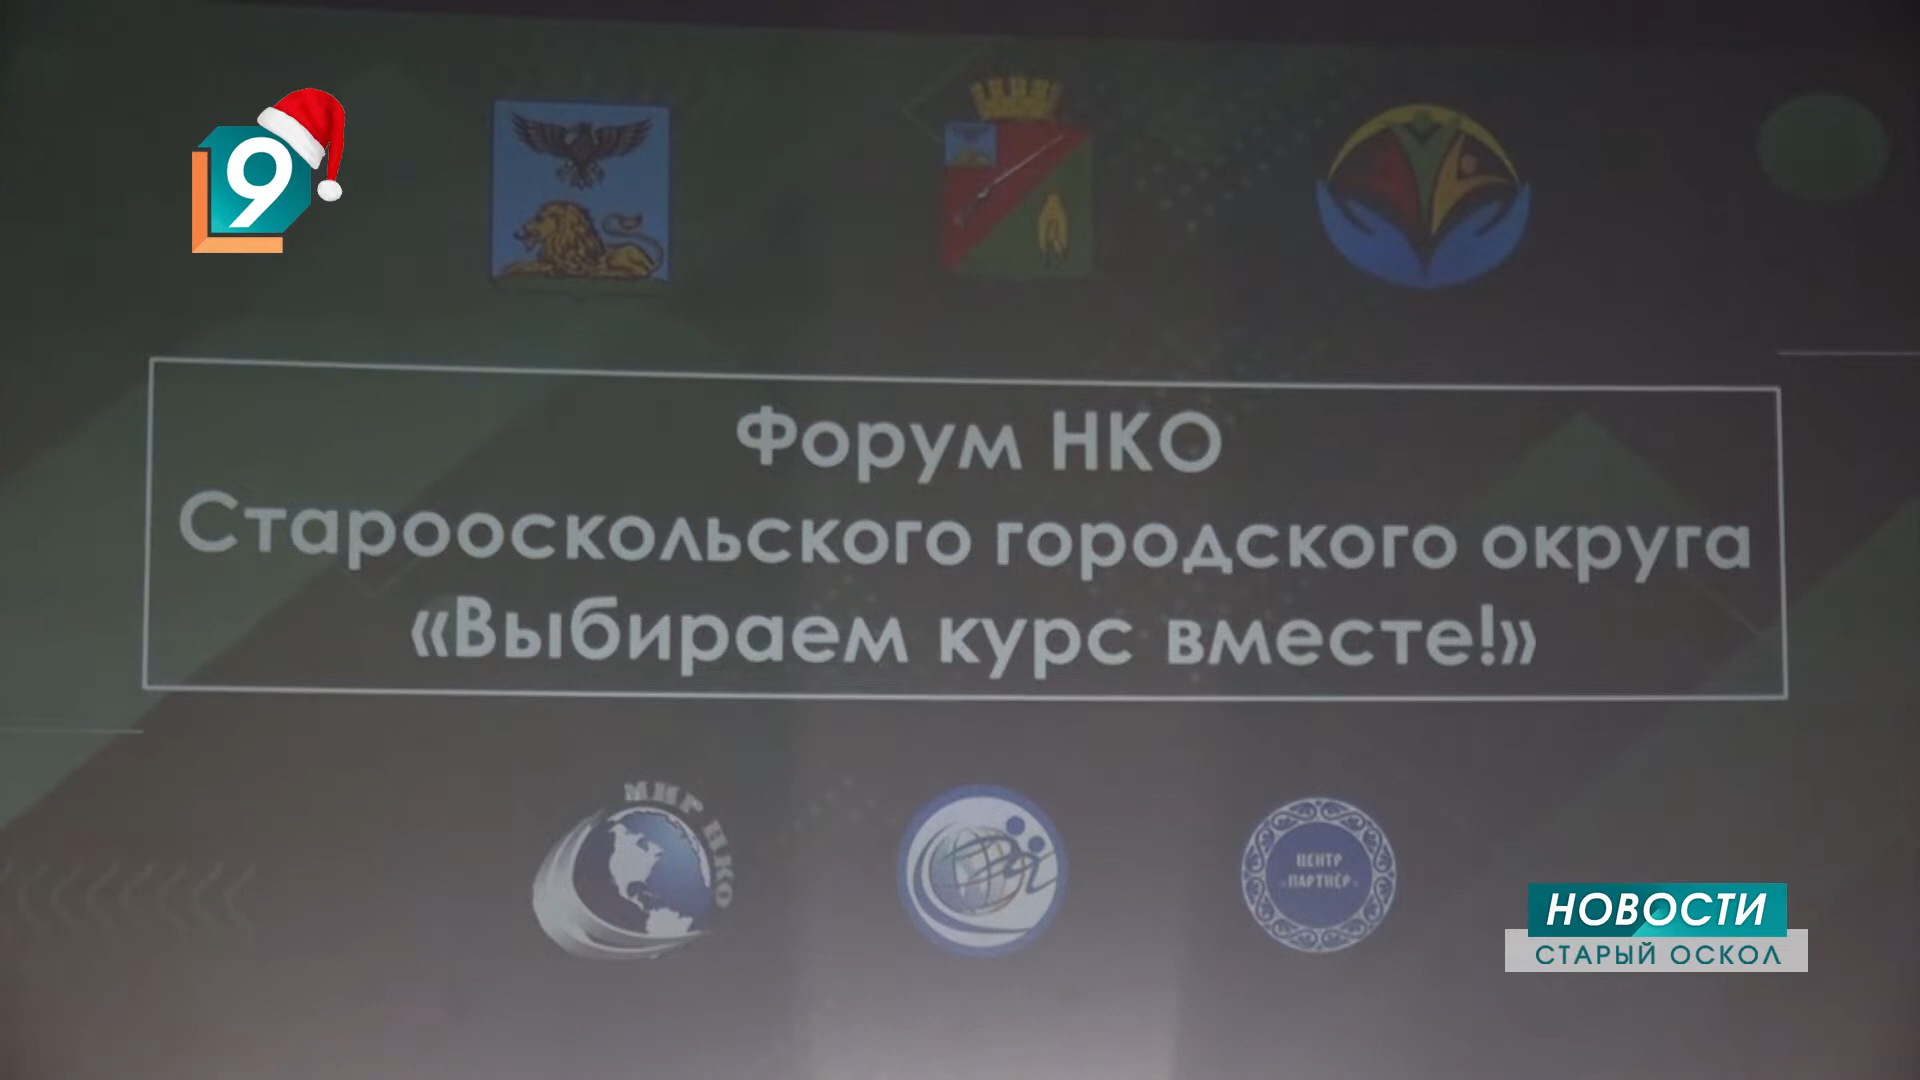 9
Форум НКО
Старооскольского городского округа
«Выбираем курс вместе!»
МИР НКО
ЦЕНТР
«ПАРТНЁР»
НОВОСТИ
СТАРЫЙ ОСКОЛ